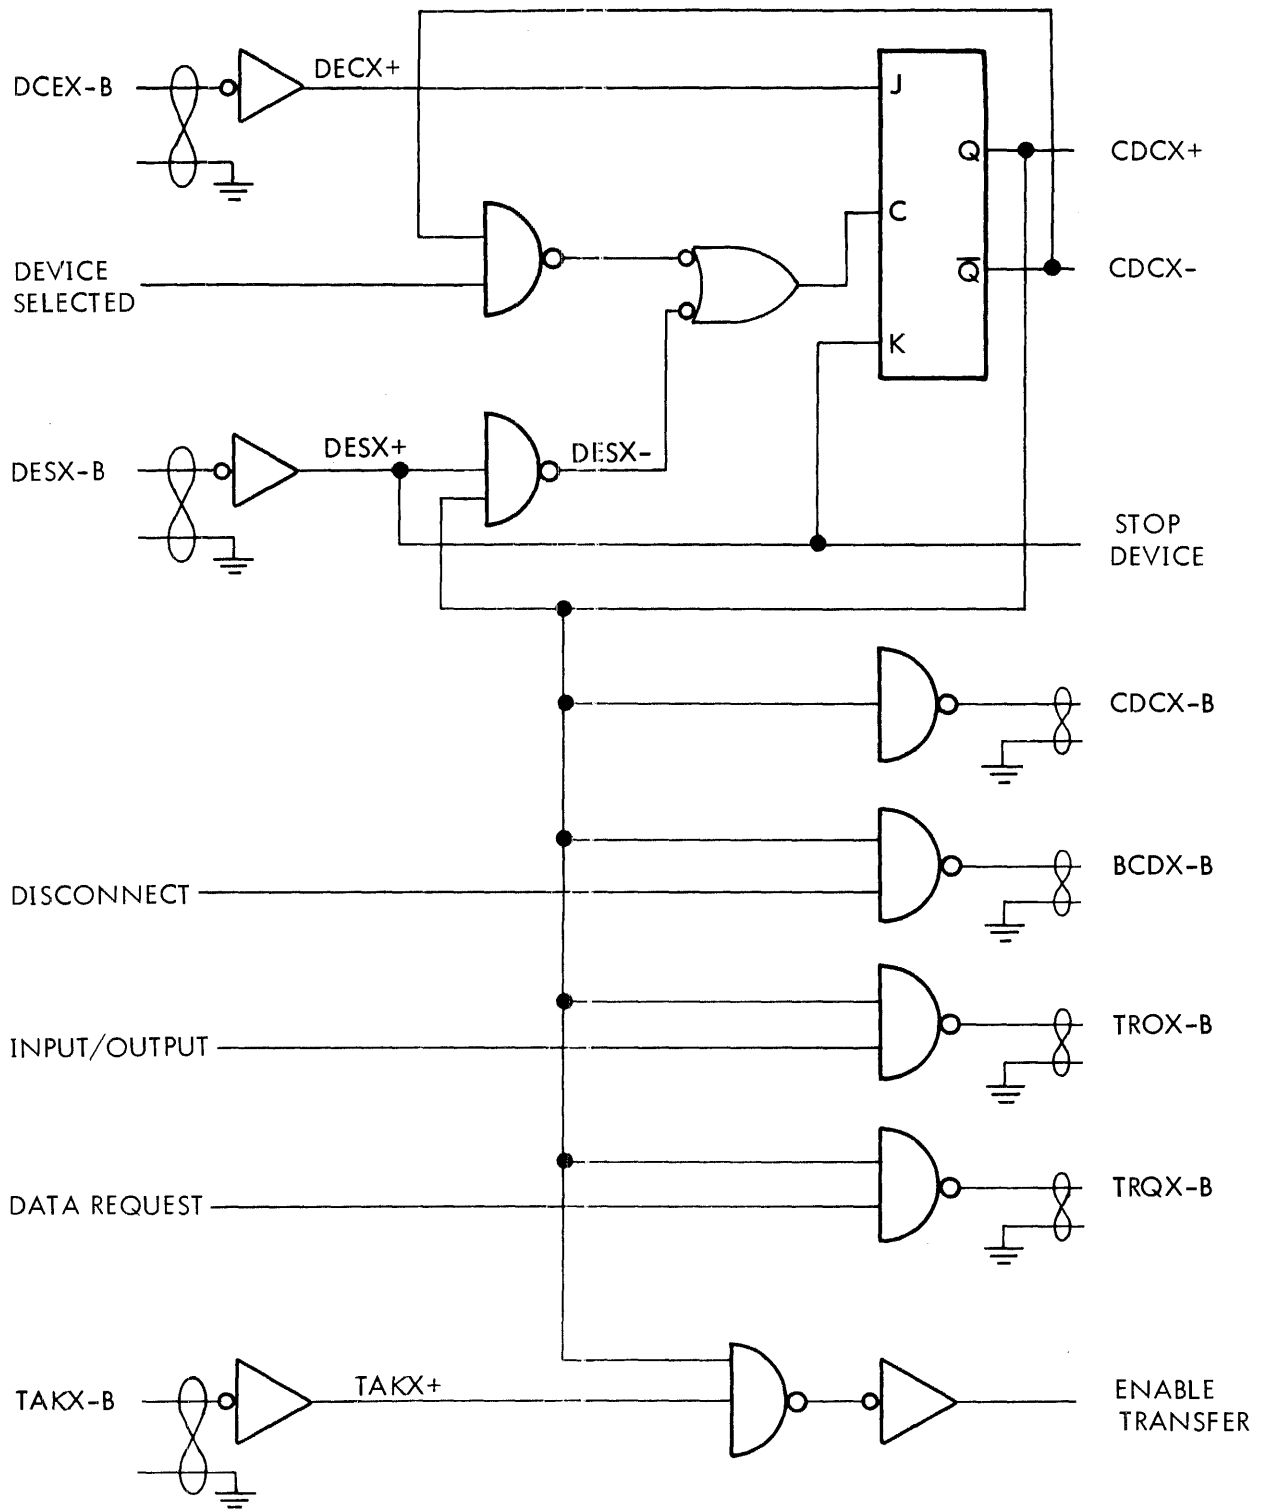 DCEX-B
DECX+
J
Q
CDCX+
C
DEVICE
SELECTED
Q
CDCX-
K
DESX-B
DESX+
DESX-
STOP
DEVICE
CDCX-B
BCDX-B
DISCONNECT
TROX-B
INPUT/OUTPUT
TRQX-B
DATA REQUEST
TAKX-B
TAKX+
ENABLE
TRANSFER